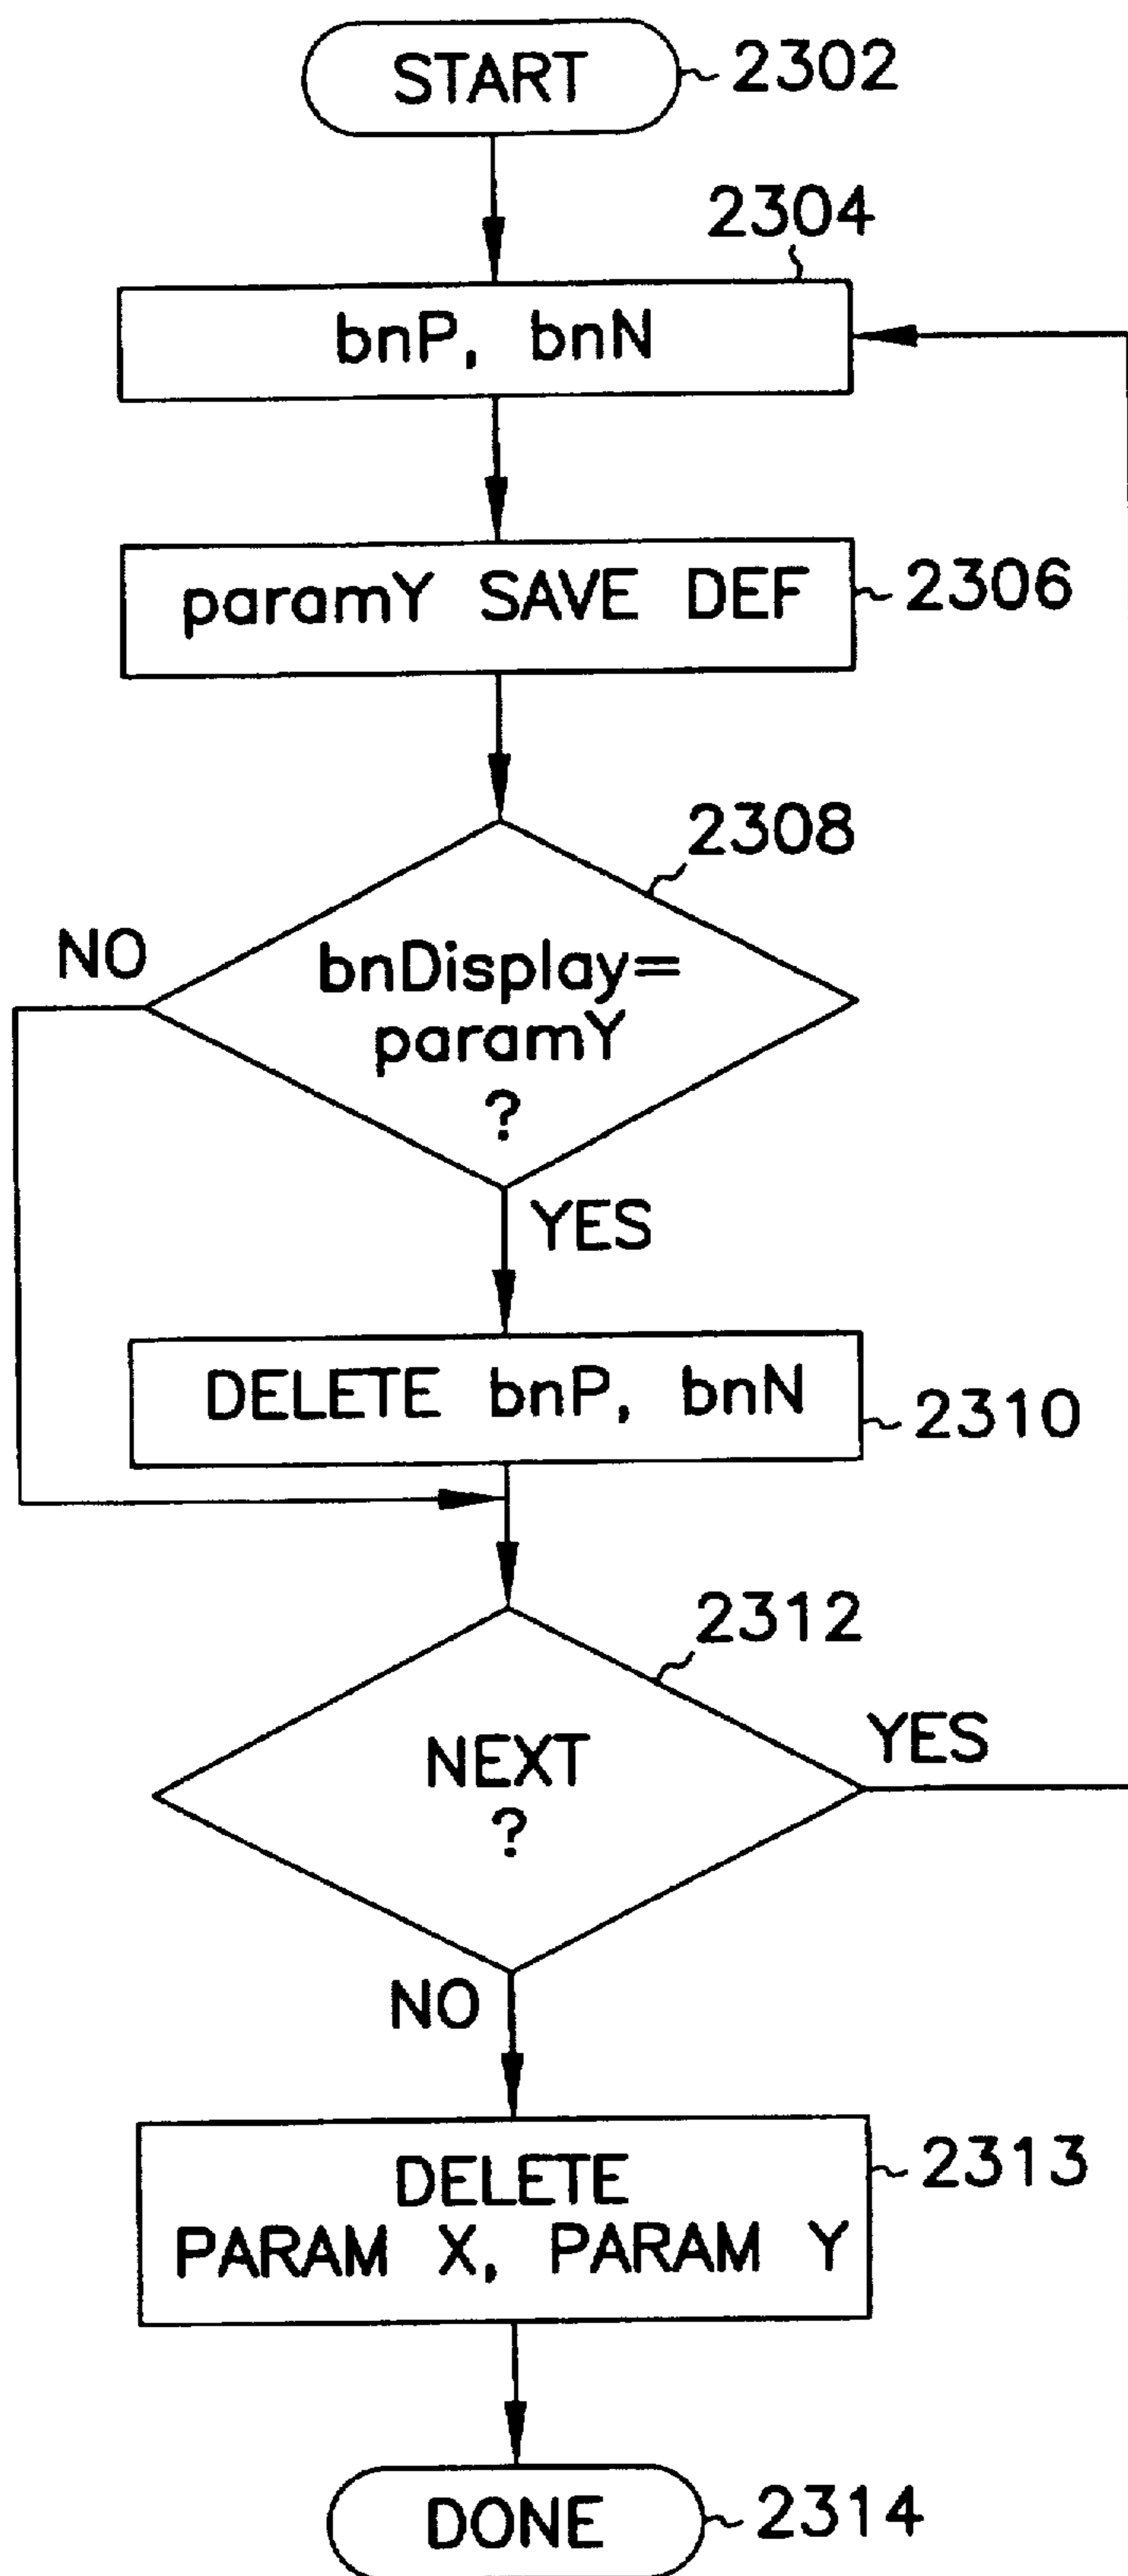 START
2302
2304
bnP, bnN
paramY SAVE DEF
2306
2308
NO
bnDisplay=
paramY
?
YES
DELETE bnP, bnN
2310
2312
NEXT
?
YES
NO
DELETE
PARAM X, PARAM Y
2313
DONE
2314